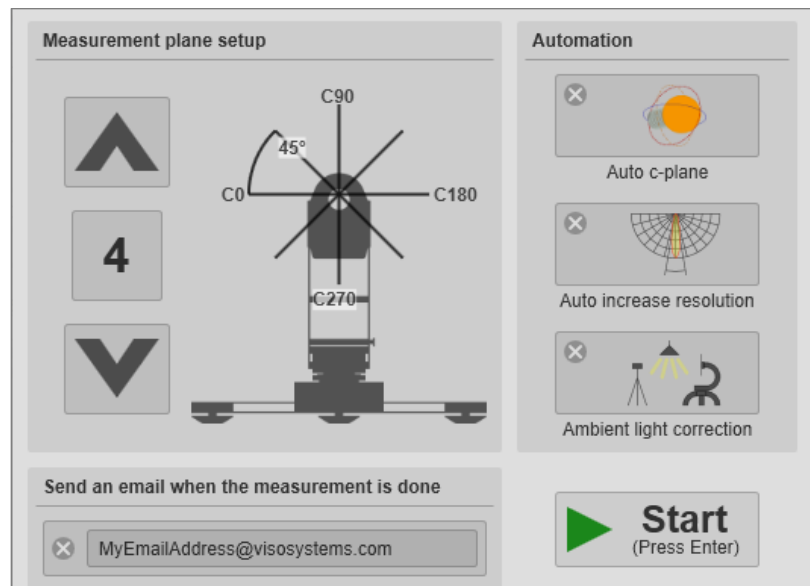 Measurement plane setup
C90
45°
C0
C180
4
C270
Automation
Auto c-plane
Auto increase resolution
Ambient light correction
Send an email when the measurement is done
MyEmailAddress@visosystems.com
Start
(Press Enter)